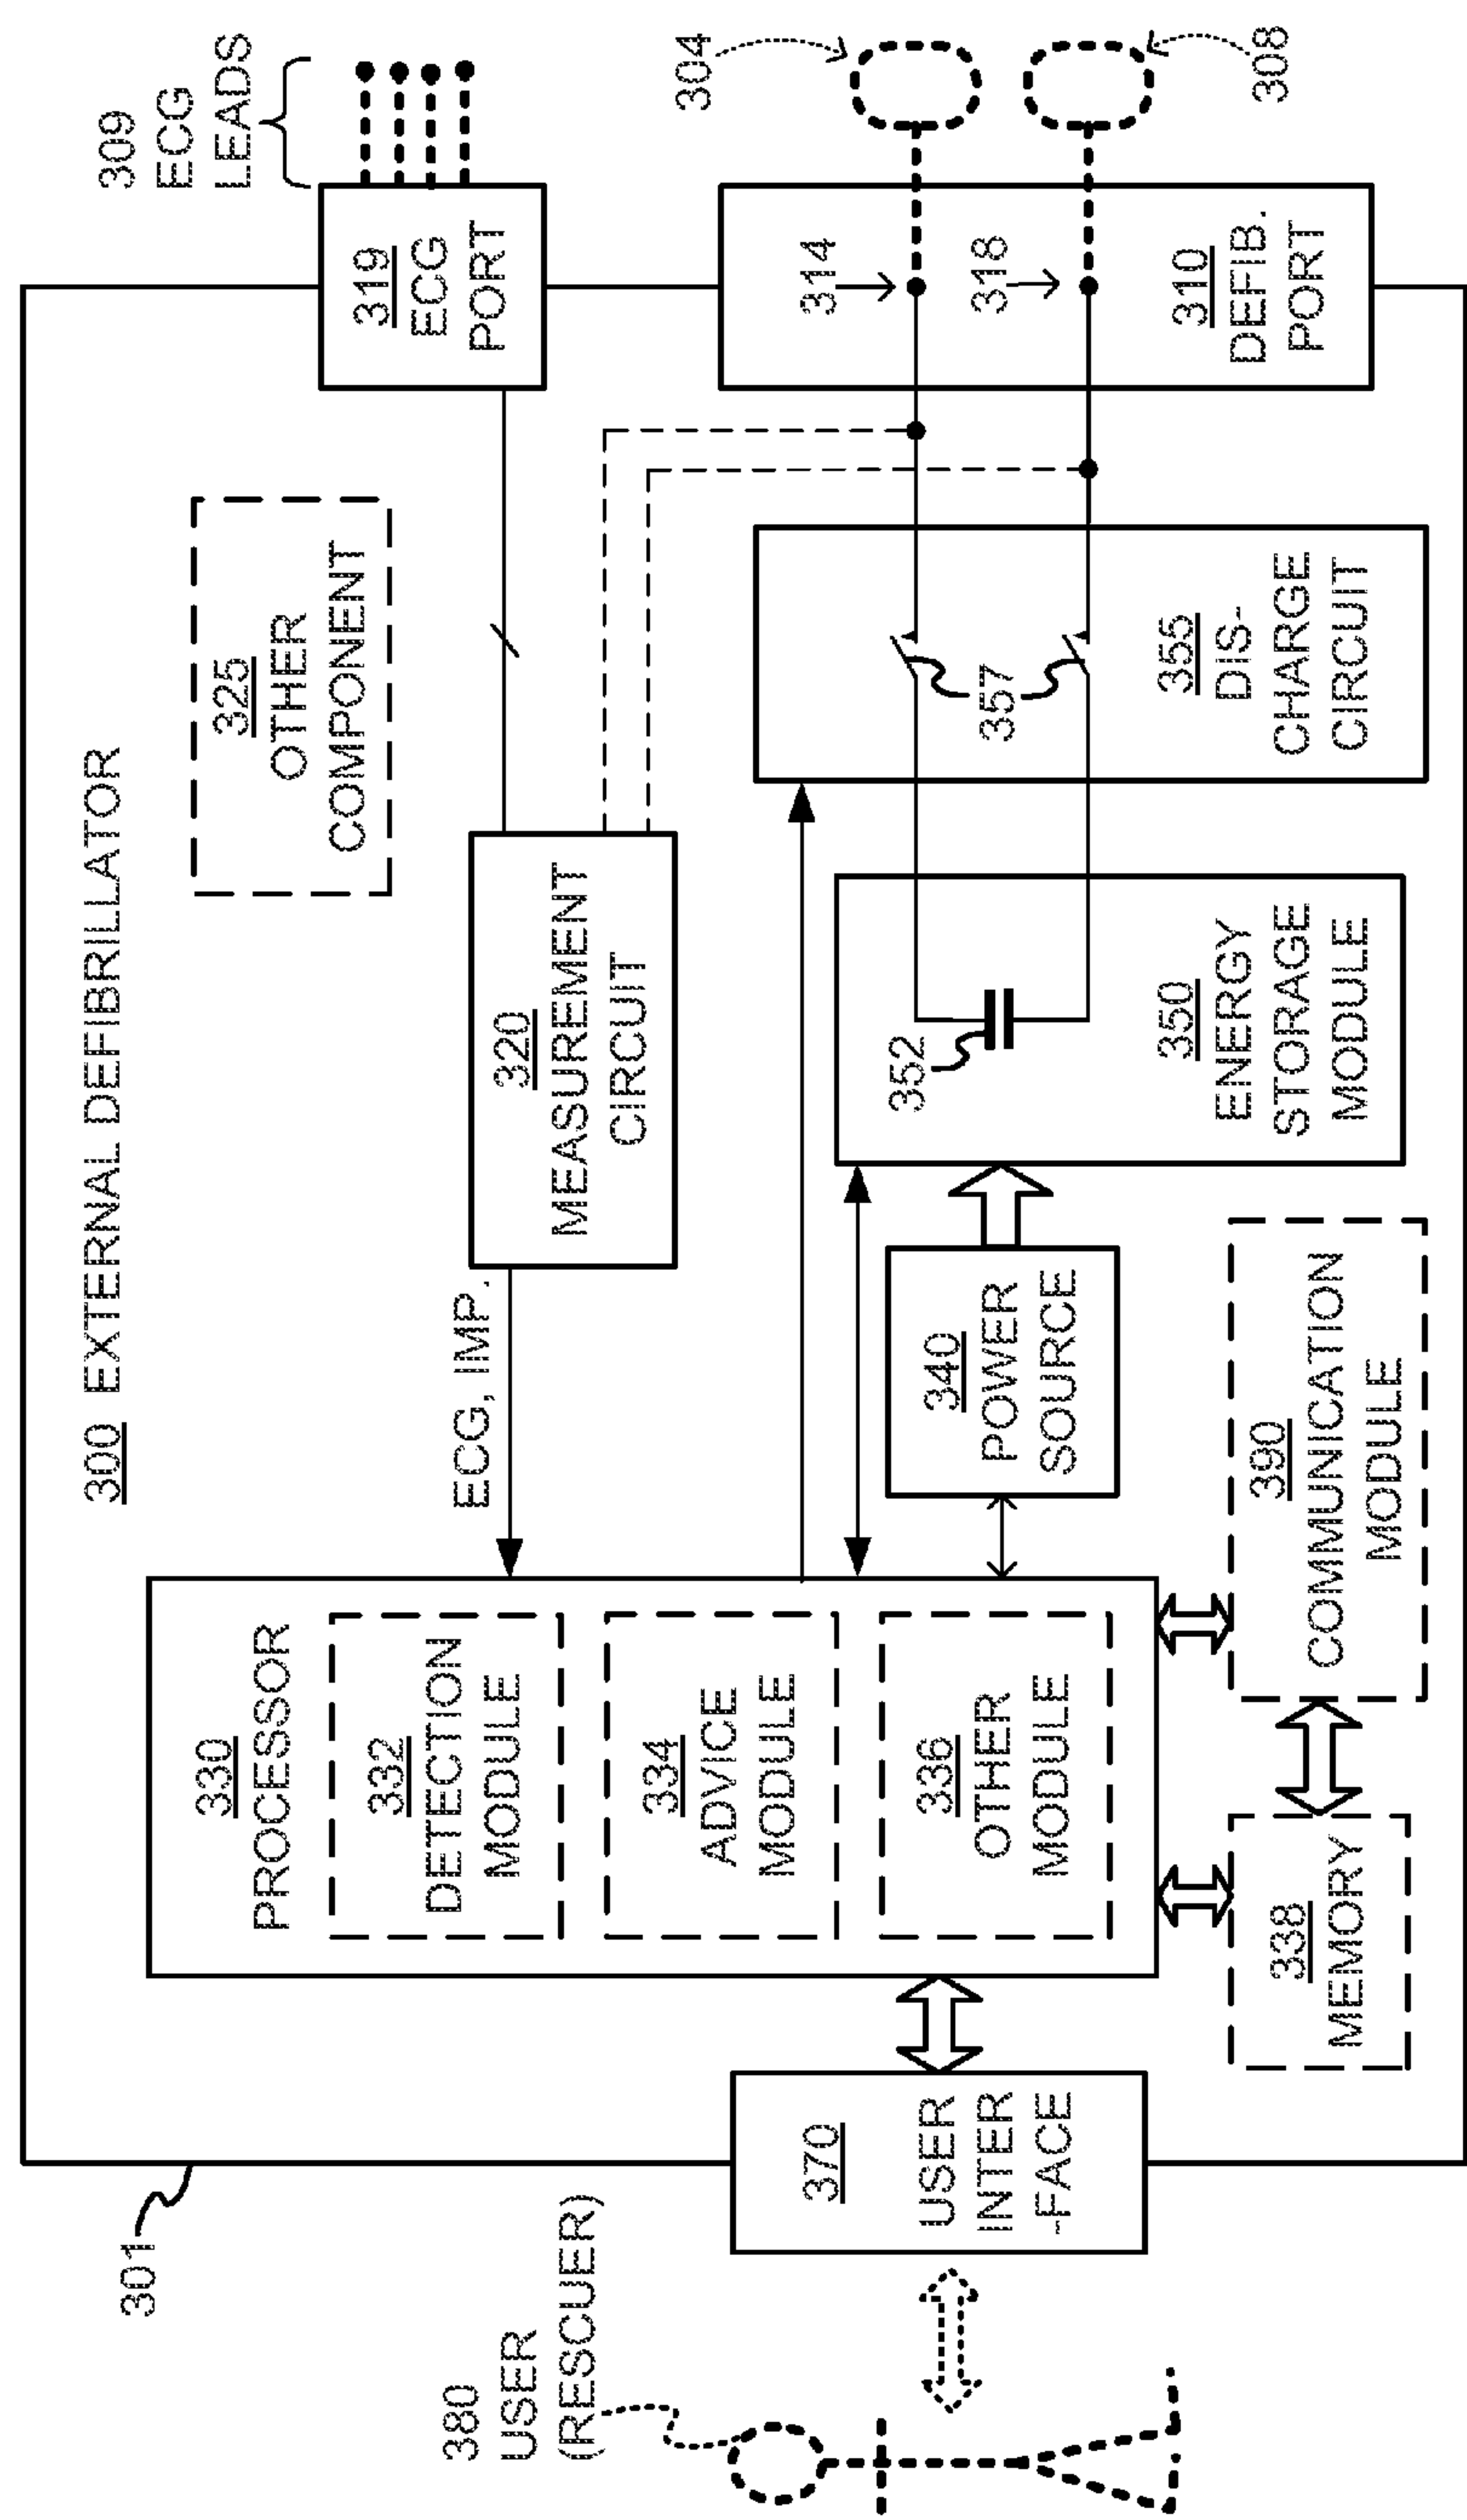 300 EXTERNAL DEFIBRILLATOR
301
309
ECG
LEADS
319
ECG
PORT
325
OTHER
COMPONENT
304
308
314
318
310
DEFIB.
PORT
320
MEASUREMENT
CIRCUIT
ECG, IMP.
330
PROCESSOR
332
DETECTION
MODULE
334
ADVICE
MODULE
336
OTHER
MODULE
340
POWER
SOURCE
352
350
ENERGY
STORAGE
MODULE
357
355
DIS-
CHARGE
CIRCUIT
380
USER
(RESCUER)
370
USER
INTER
-FACE
338
MEMORY
390
COMMUNICATION
MODULE